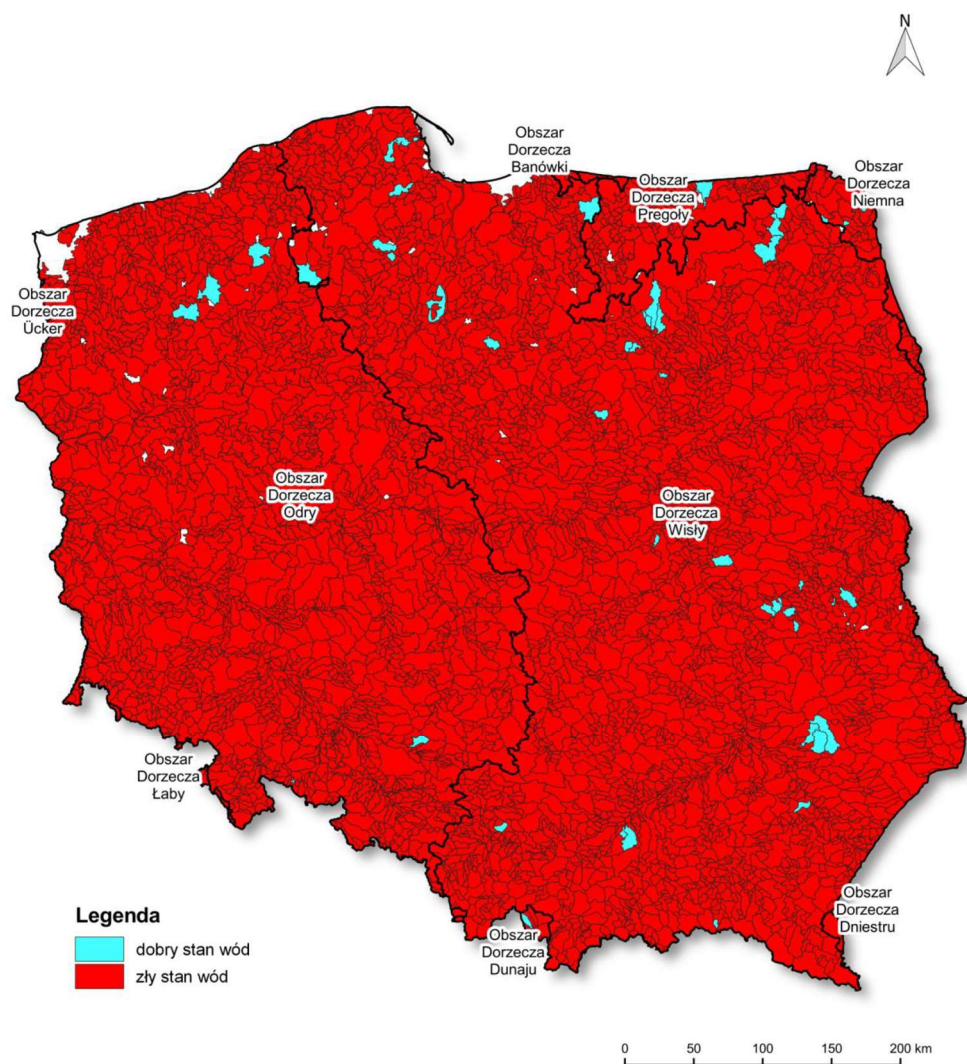 N
Obszar
Dorzecza
Banówki
Obszar
Dorzecza
Niemna
Obszar
Dorzecza
Pregoły
Obszar
Dorzecza
Ücker
Obszar
Dorzecza
Odry
Obszar
Dorzecza
Wisły
Obszar
Dorzecza
Łaby
Obszar
Dorzecza
Dniestru
Obszar
Dorzecza
Dunaju
Legenda
dobry stan wód
zły stan wód
0 50 100 150 200 km